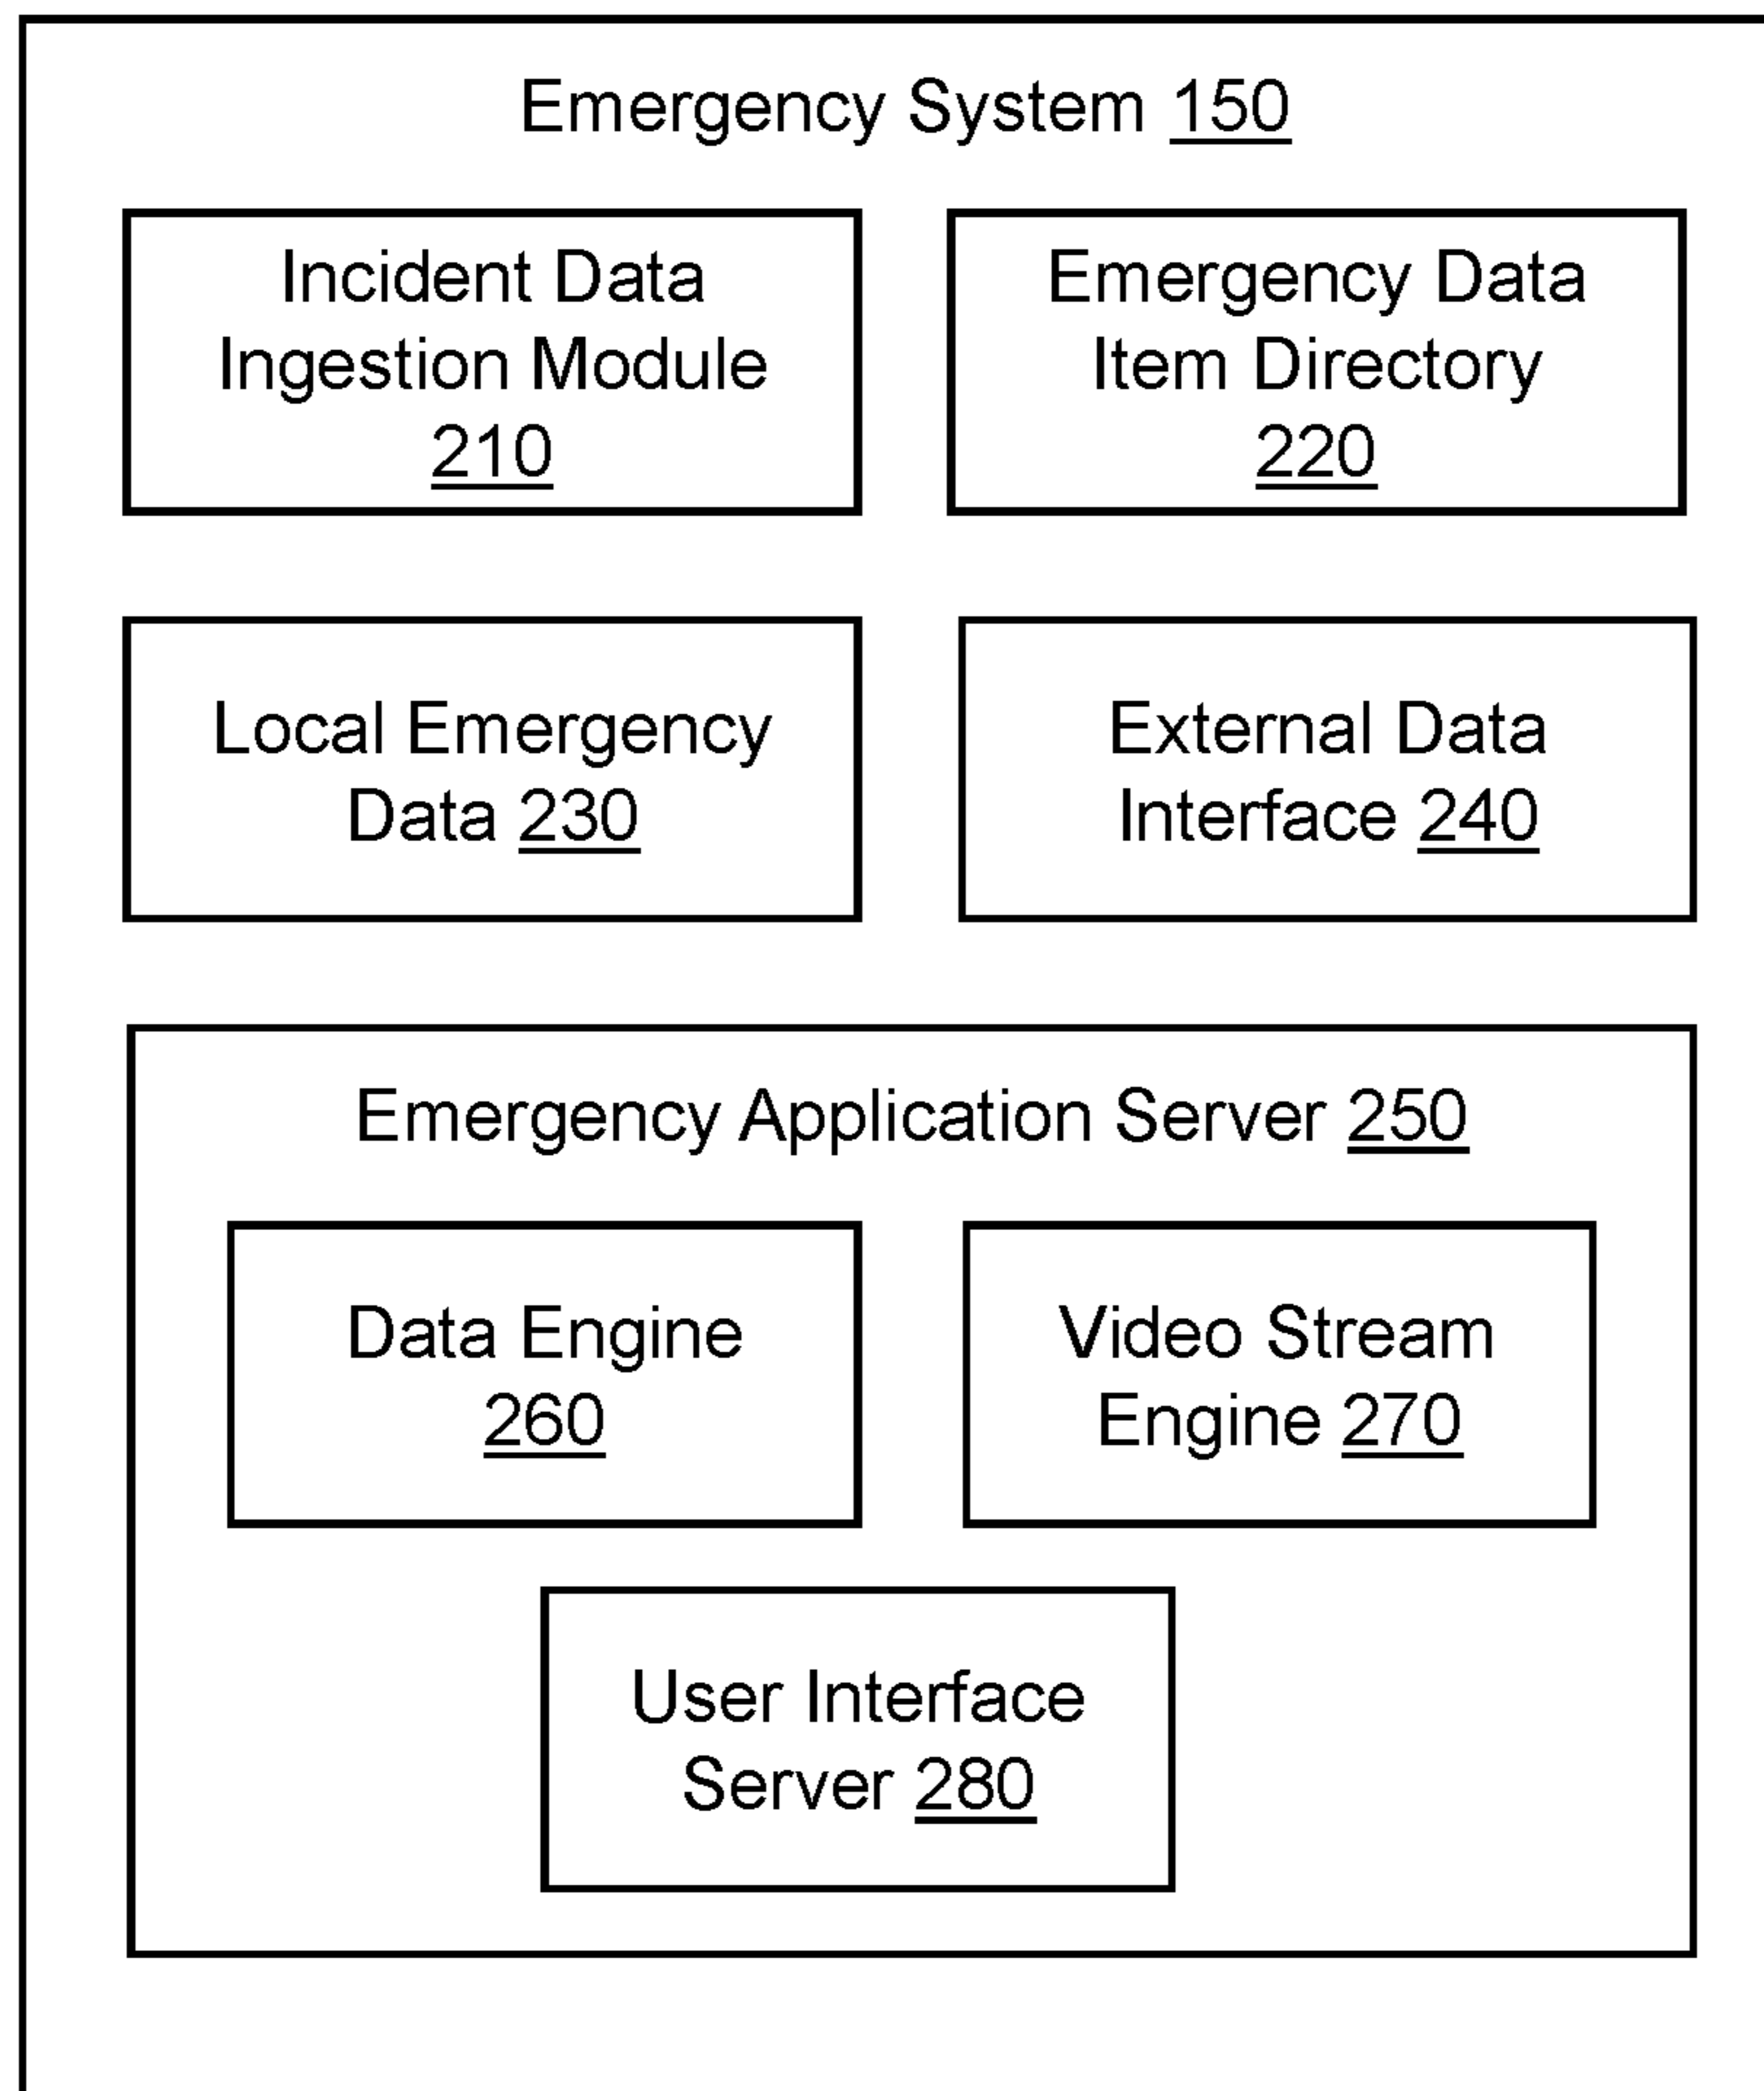 Emergency System 150
Incident Data
Ingestion Module
210
Emergency Data
Item Directory
220
Local Emergency
Data 230
External Data
Interface 240
Emergency Application Server 250
Data Engine
260
Video Stream
Engine 270
User Interface
Server 280